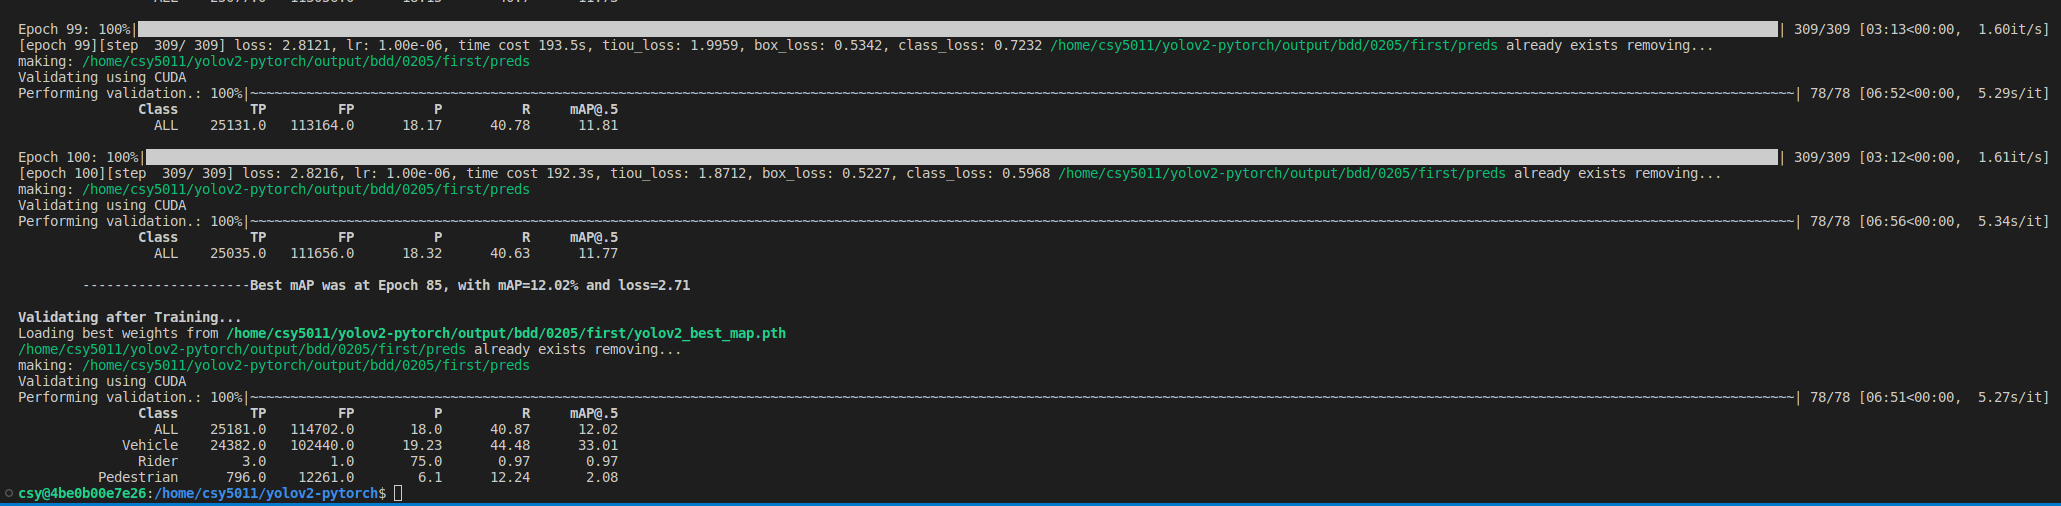 ALL 25077.0 113056.0 18.15 40.7 11.75
Epoch 99: 100%| | 309/309 [03:13<00:00, 1.60it/s]
[epoch 99][step 309/ 309] loss: 2.8121, lr: 1.00e-06, time cost 193.5s, tiou_loss: 1.9959, box_loss: 0.5342, class_loss: 0.7232 /home/csy5011/yolov2-pytorch/output/bdd/0205/first/preds already exists removing...
making: /home/csy5011/yolov2-pytorch/output/bdd/0205/first/preds
Validating using CUDA
Performing validation.: 100%|~| 78/78 [06:52<00:00, 5.29s/it]
Class TP FP P R mAP@.5
ALL 25131.0 113164.0 18.17 40.78 11.81
Epoch 100: 100%| | 309/309 [03:12<00:00, 1.61it/s]
[epoch 100][step 309/ 309] loss: 2.8216, lr: 1.00e-06, time cost 192.3s, tiou_loss: 1.8712, box_loss: 0.5227, class_loss: 0.5968 /home/csy5011/yolov2-pytorch/output/bdd/0205/first/preds already exists removing...
making: /home/csy5011/yolov2-pytorch/output/bdd/0205/first/preds
Validating using CUDA
Performing validation.: 100%|~| 78/78 [06:56<00:00, 5.34s/it]
Class TP FP P R mAP@.5
ALL 25035.0 111656.0 18.32 40.63 11.77
---------------------Best mAP was at Epoch 85, with mAP=12.02% and loss=2.71
Validating after Training...
Loading best weights from /home/csy5011/yolov2-pytorch/output/bdd/0205/first/yolov2_best_map.pth
/home/csy5011/yolov2-pytorch/output/bdd/0205/first/preds already exists removing...
making: /home/csy5011/yolov2-pytorch/output/bdd/0205/first/preds
Validating using CUDA
Performing validation.: 100%|~| 78/78 [06:51<00:00, 5.27s/it]
Class TP FP P R mAP@.5
ALL 25181.0 114702.0 18.0 40.87 12.02
Vehicle 24382.0 102440.0 19.23 44.48 33.01
Rider 3.0 1.0 75.0 0.97 0.97
Pedestrian 796.0 12261.0 6.1 12.24 2.08
csy@4be0b00e7e26:/home/csy5011/yolov2-pytorch$